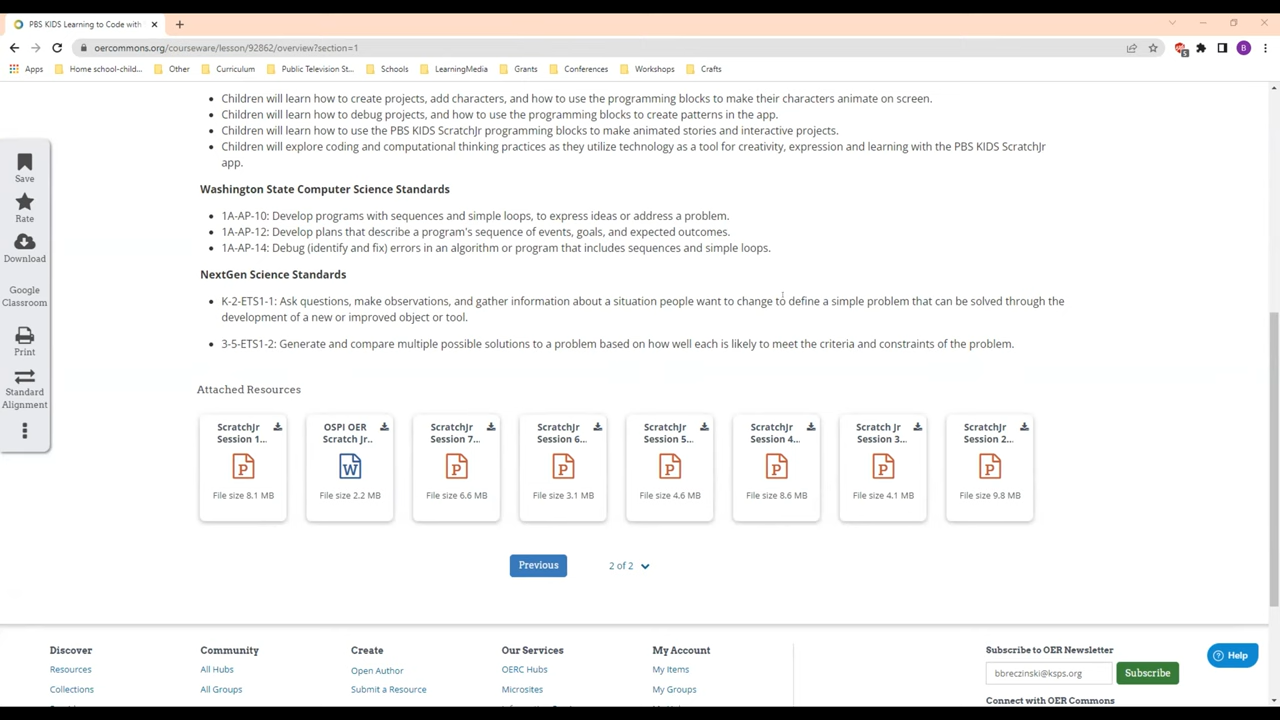 PBS KIDS Learning to Code with
oercommons.org/courseware/lesson/92862/overview?section=1
B
Apps
Home school-child...
Other
Curriculum
Public Television St...
Schools
LearningMedia
Grants
Conferences
Workshops
Crafts
Children will learn how to create projects, add characters, and how to use the programming blocks to make their characters animate on screen.
Children will learn how to debug projects, and how to use the programming blocks to create patterns in the app.
Children will learn how to use the PBS KIDS ScratchJr programming blocks to make animated stories and interactive projects.
Children will explore coding and computational thinking practices as they utilize technology as a tool for creativity, expression and learning with the PBS KIDS ScratchJr
app.
Save
Rate
Download
Google
Classroom
Print
Standard
Alignment
Washington State Computer Science Standards
1A-AP-10: Develop programs with sequences and simple loops, to express ideas or address a problem.
1A-AP-12: Develop plans that describe a program's sequence of events, goals, and expected outcomes.
1A-AP-14: Debug (identify and fix) errors in an algorithm or program that includes sequences and simple loops.
NextGen Science Standards
K-2-ETS1-1: Ask questions, make observations, and gather information about a situation people want to change to define a simple problem that can be solved through the
development of a new or improved object or tool.
3-5-ETS1-2: Generate and compare multiple possible solutions to a problem based on how well each is likely to meet the criteria and constraints of the problem.
Attached Resources
ScratchJr
Session 1...
P
File size 8.1 MB
OSPI OER
Scratch Jr..
W
File size 2.2 MB
ScratchJr
Session 7...
P
File size 6.6 MB
ScratchJr
Session 6...
P
File size 3.1 MB
ScratchJr
Session 5...
P
File size 4.6 MB
ScratchJr
Session 4...
P
File size 8.6 MB
Scratch Jr
Session 3...
P
File size 4.1 MB
ScratchJr
Session 2...
P
File size 9.8 MB
Previous
2 of 2
Discover
Resources
Collections
Community
All Hubs
All Groups
Create
Open Author
Submit a Resource
Our Services
OERC Hubs
Microsites
My Account
My Items
My Groups
Subscribe to OER Newsletter
bbreczinski@ksps.org
Subscribe
Connect with OER Commons
Help